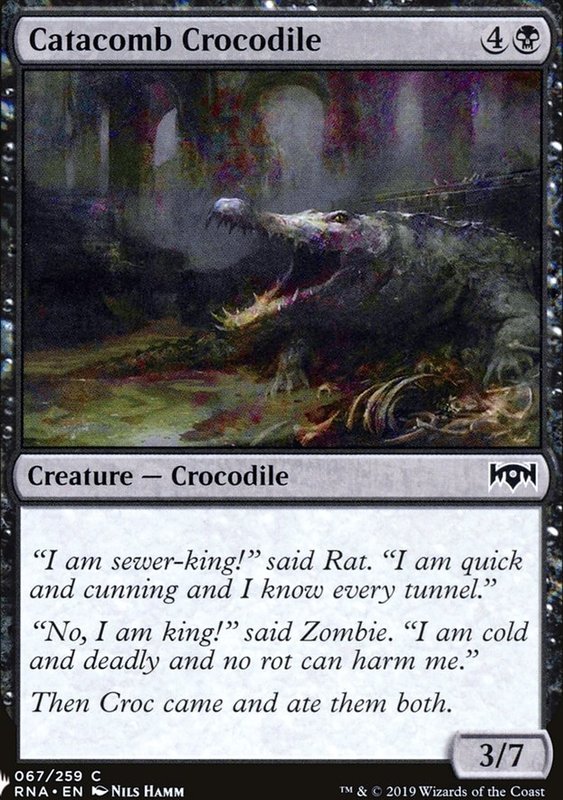 Catacomb Crocodile 4
Creature — Crocodile
“I am sewer-king!” said Rat. “I am quick
and cunning and I know every tunnel.”
“No, I am king!” said Zombie. “I am cold
and deadly and no rot can harm me.”
Then Croc came and ate them both.
3/7
067/259 C
RNA • EN Nils Hamm
™ & © 2019 Wizards of the Coast